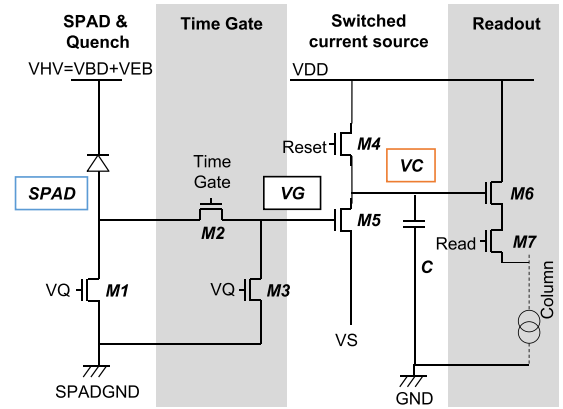 SPAD &
Quench
Time Gate
Switched
current source
Readout
VHV=VBD+VEB
VDD
Reset
M4
SPAD
Time
Gate
VG
VC
M2
M5
M6
VQ
M1
VQ
M3
C
Read
M7
Column
VS
SPADGND
GND